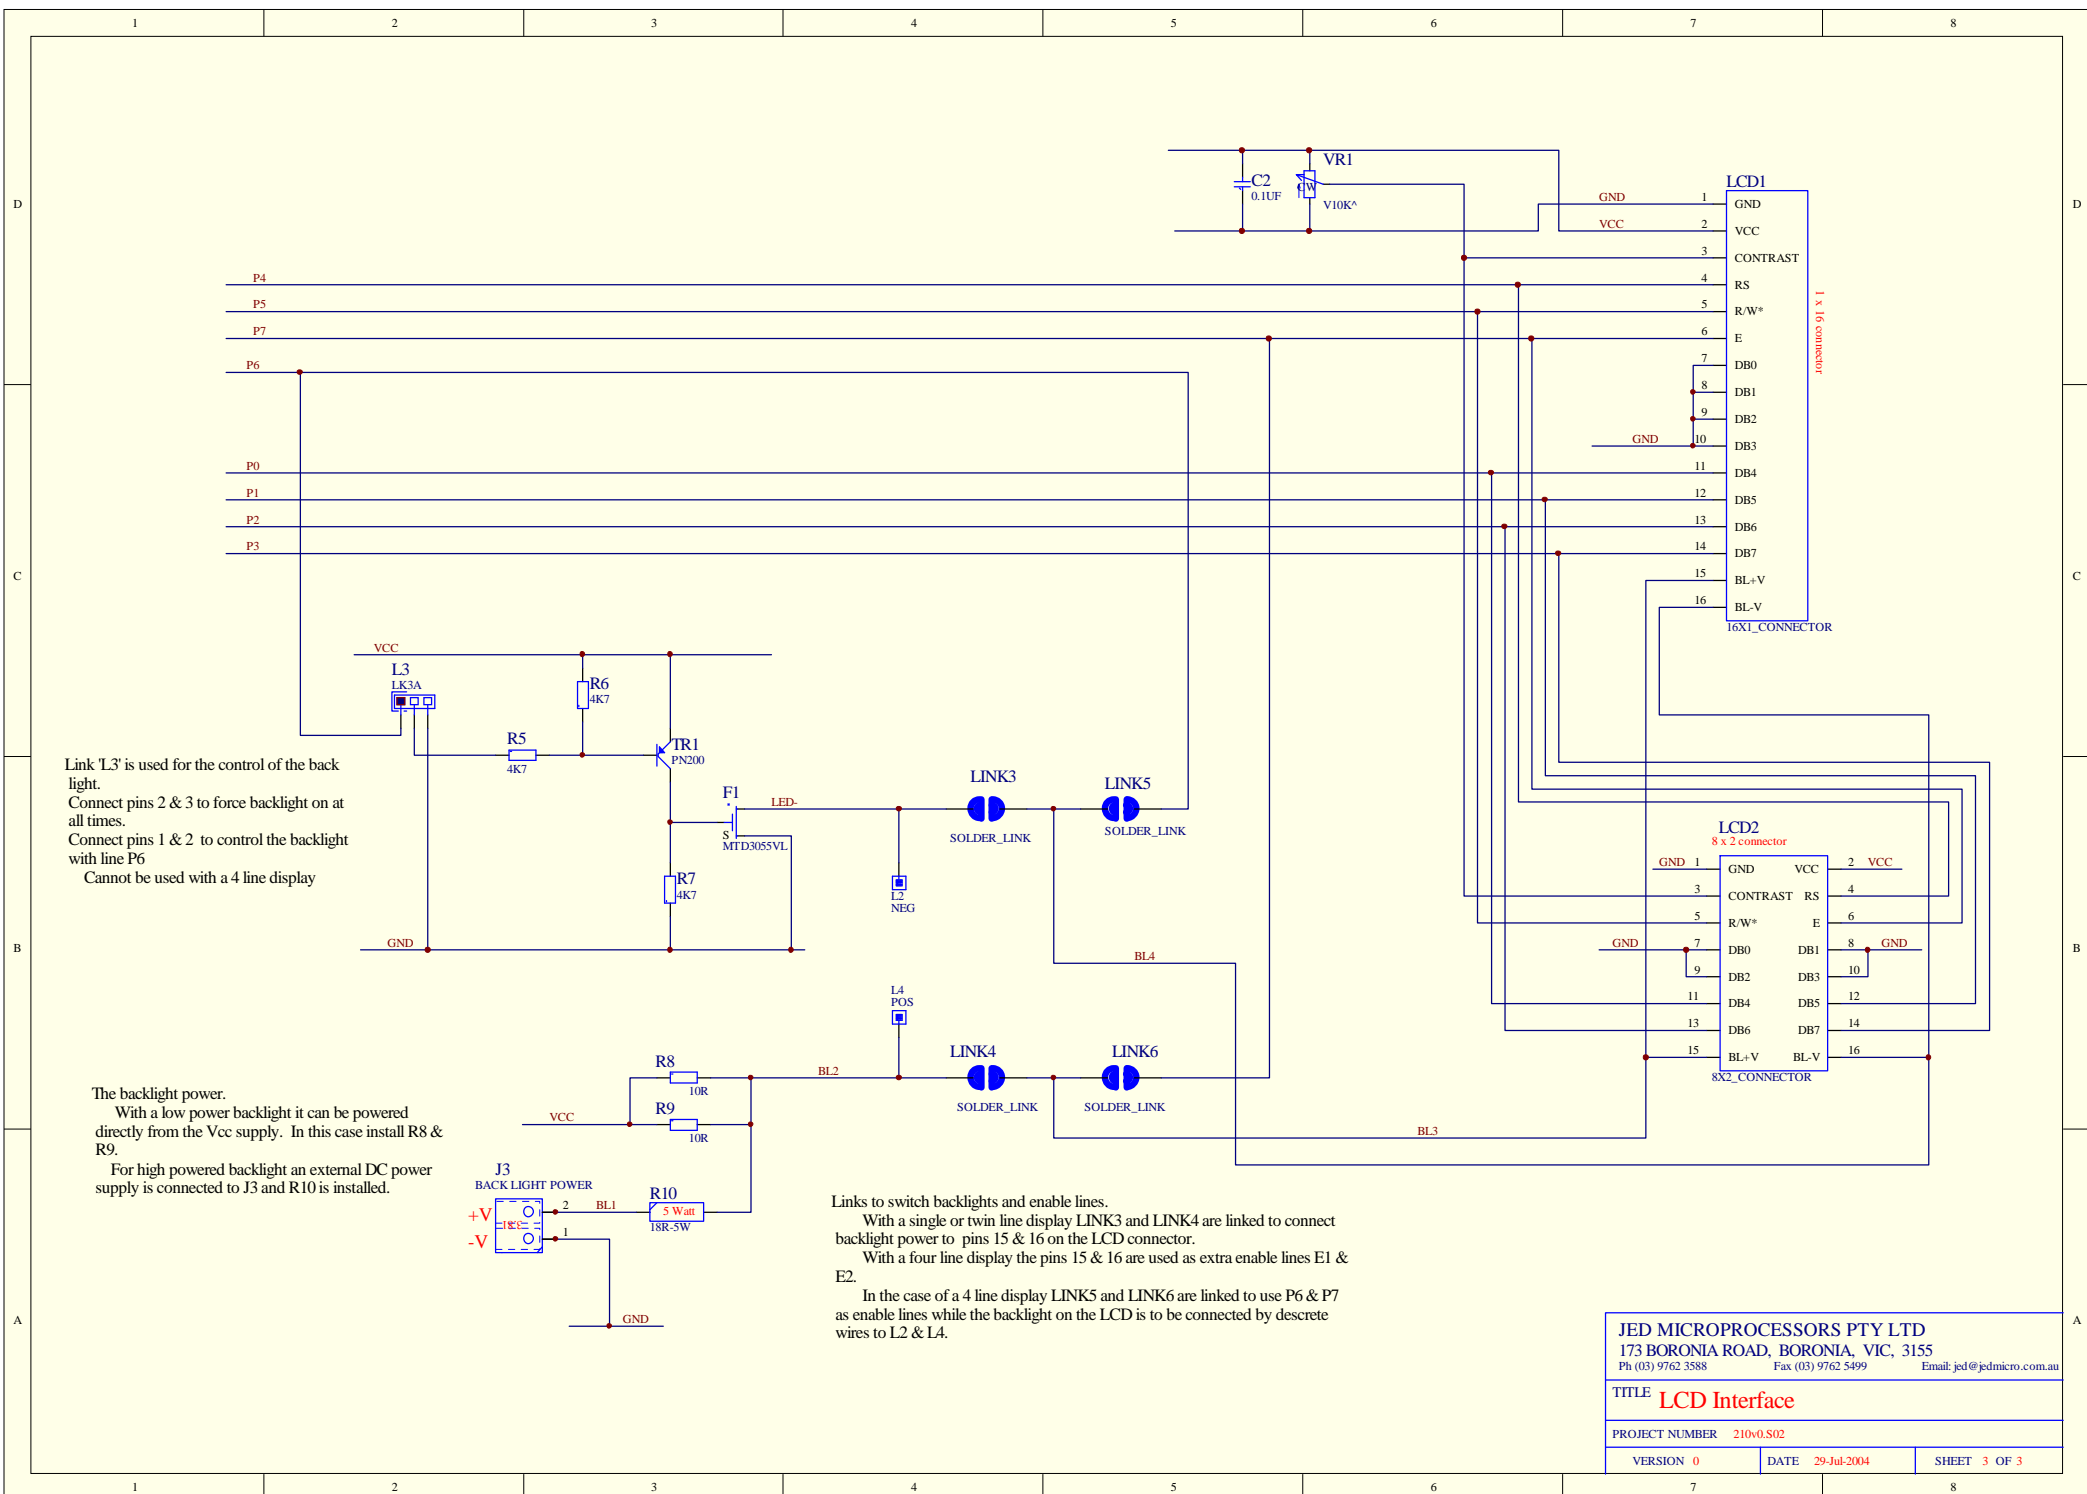 1 2 3 4 5 6 7 8
D
D
C
C
B
B
A
A
VR1
CW
V10K^
C2
0.1UF
LCD1
GND 1 GND
VCC 2 VCC
3 CONTRAST
P4 4 RS
P5 5 R/W*
P7 6 E
P6 7 DB0
8 DB1
9 DB2
GND 10 DB3
P0 11 DB4
P1 12 DB5
P2 13 DB6
P3 14 DB7
15 BL+V
16 BL-V
1 x 16 connector
16X1_CONNECTOR
VCC
L3
LK3A
R6
4K7
R5
4K7
TR1
PN200
F1
S
MTD3055VL
LED-
R7
4K7
GND
LINK3
SOLDER_LINK
LINK5
SOLDER_LINK
L2
NEG
BL4
Link 'L3' is used for the control of the back
light.
Connect pins 2 & 3 to force backlight on at
all times.
Connect pins 1 & 2 to control the backlight
with line P6
Cannot be used with a 4 line display
LCD2
8 x 2 connector
GND 1 GND VCC 2 VCC
3 CONTRAST RS 4
5 R/W* E 6
GND 7 DB0 DB1 8 GND
9 DB2 DB3 10
11 DB4 DB5 12
13 DB6 DB7 14
15 BL+V BL-V 16
8X2_CONNECTOR
L4
POS
R8
10R
BL2
LINK4
SOLDER_LINK
LINK6
SOLDER_LINK
VCC
R9
10R
BL3
The backlight power.
With a low power backlight it can be powered
directly from the Vcc supply. In this case install R8 &
R9.
For high powered backlight an external DC power
supply is connected to J3 and R10 is installed.
J3
BACK LIGHT POWER
+V
-V
3.81
2
1
BL1
R10
5 Watt
18R-5W
GND
Links to switch backlights and enable lines.
With a single or twin line display LINK3 and LINK4 are linked to connect
backlight power to pins 15 & 16 on the LCD connector.
With a four line display the pins 15 & 16 are used as extra enable lines E1 &
E2.
In the case of a 4 line display LINK5 and LINK6 are linked to use P6 & P7
as enable lines while the backlight on the LCD is to be connected by descrete
wires to L2 & L4.
JED MICROPROCESSORS PTY LTD
173 BORONIA ROAD, BORONIA, VIC, 3155
Ph (03) 9762 3588 Fax (03) 9762 5499 Email: jed@jedmicro.com.au
TITLE LCD Interface
PROJECT NUMBER 210v0.S02
VERSION 0 DATE 29-Jul-2004 SHEET 3 OF 3
1 2 3 4 5 6 7 8